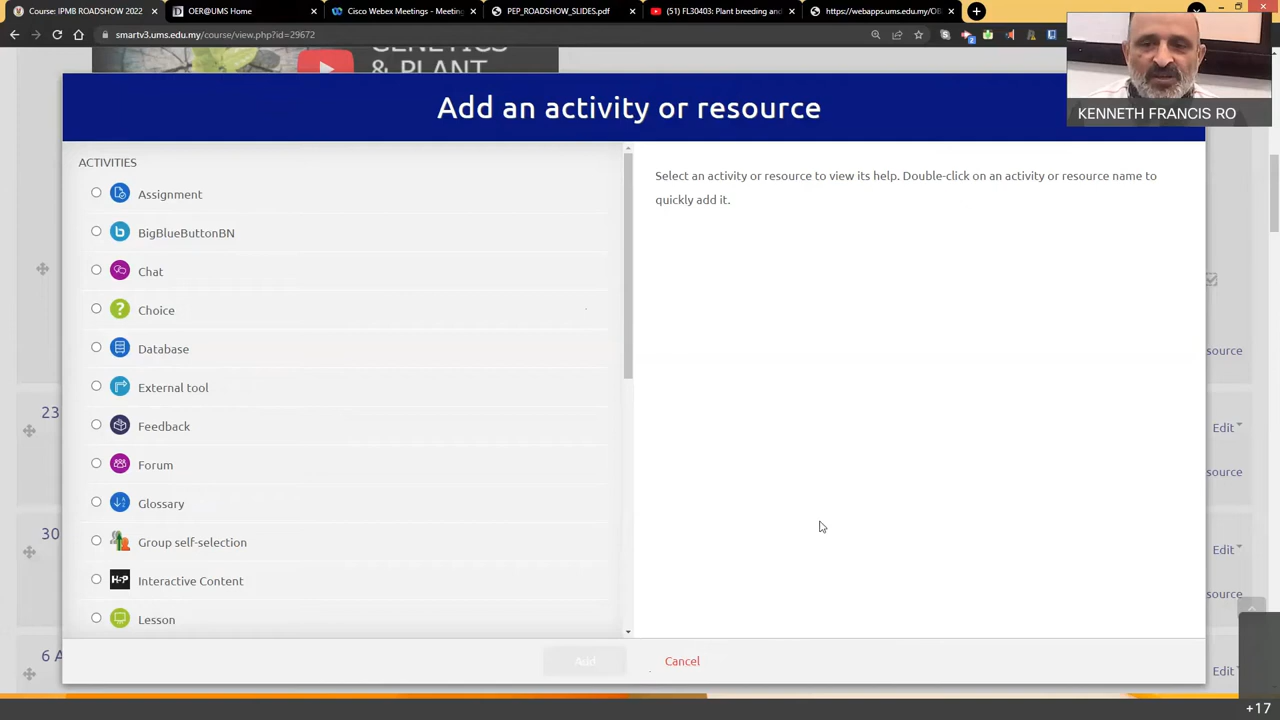 Course: IPMB ROADSHOW 2022
OER@UMS Home
Cisco Webex Meetings - Meetin
PEP_ROADSHOW_SLIDES.pdf
(51) FL30403: Plant breeding and
https://webapps.ums.edu.my/OE
smartv3.ums.edu.my/course/view.php?id=29672
GENETICS
& PLANT
Add an activity or resource
KENNETH FRANCIS RO
ACTIVITIES
Assignment
BigBlueButtonBN
Chat
Choice
Database
External tool
Feedback
Forum
Glossary
Group self-selection
Interactive Content
Lesson
Select an activity or resource to view its help. Double-click on an activity or resource name to
quickly add it.
source
23
Edit
source
30
Edit
source
6 A
Edit
Add
Cancel
+17